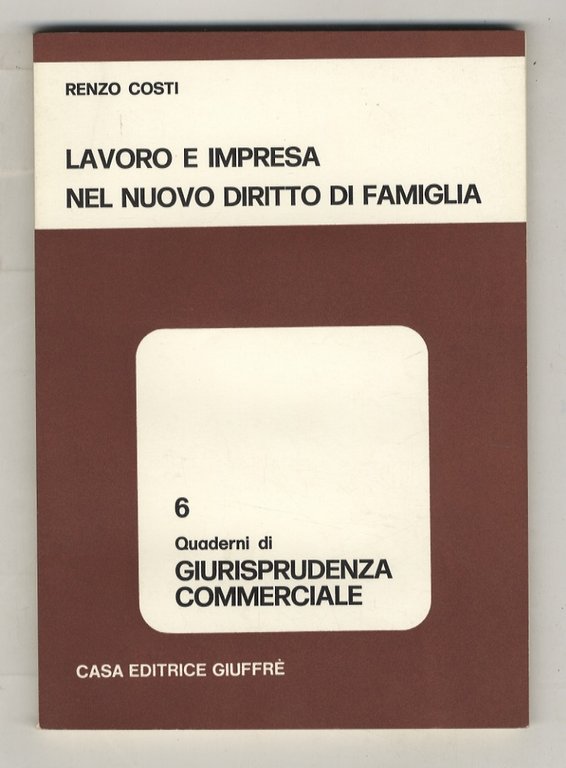 RENZO COSTI
LAVORO E IMPRESA
NEL NUOVO DIRITTO DI FAMIGLIA
6
Quaderni di
GIURISPRUDENZA
COMMERCIALE
CASA EDITRICE GIUFFRÈ